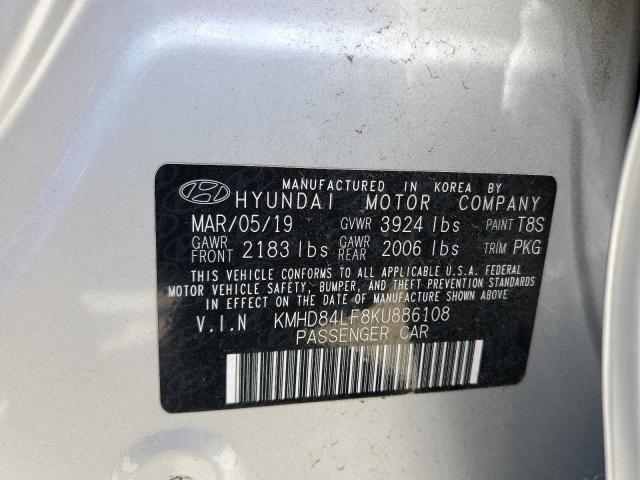 MANUFACTURED IN KOREA BY
HYUNDAI MOTOR COMPANY
MAR/05/19 GVWR 3924 lbs PAINT T8S
GAWR FRONT 2183 lbs GAWR REAR 2006 lbs TRIM PKG
THIS VEHICLE CONFORMS TO ALL APPLICABLE U.S.A. FEDERAL
MOTOR VEHICLE SAFETY, BUMPER, AND THEFT PREVENTION STANDARDS
IN EFFECT ON THE DATE OF MANUFACTURE SHOWN ABOVE.
V.I.N KMHD84LF8KU886108
PASSENGER CAR